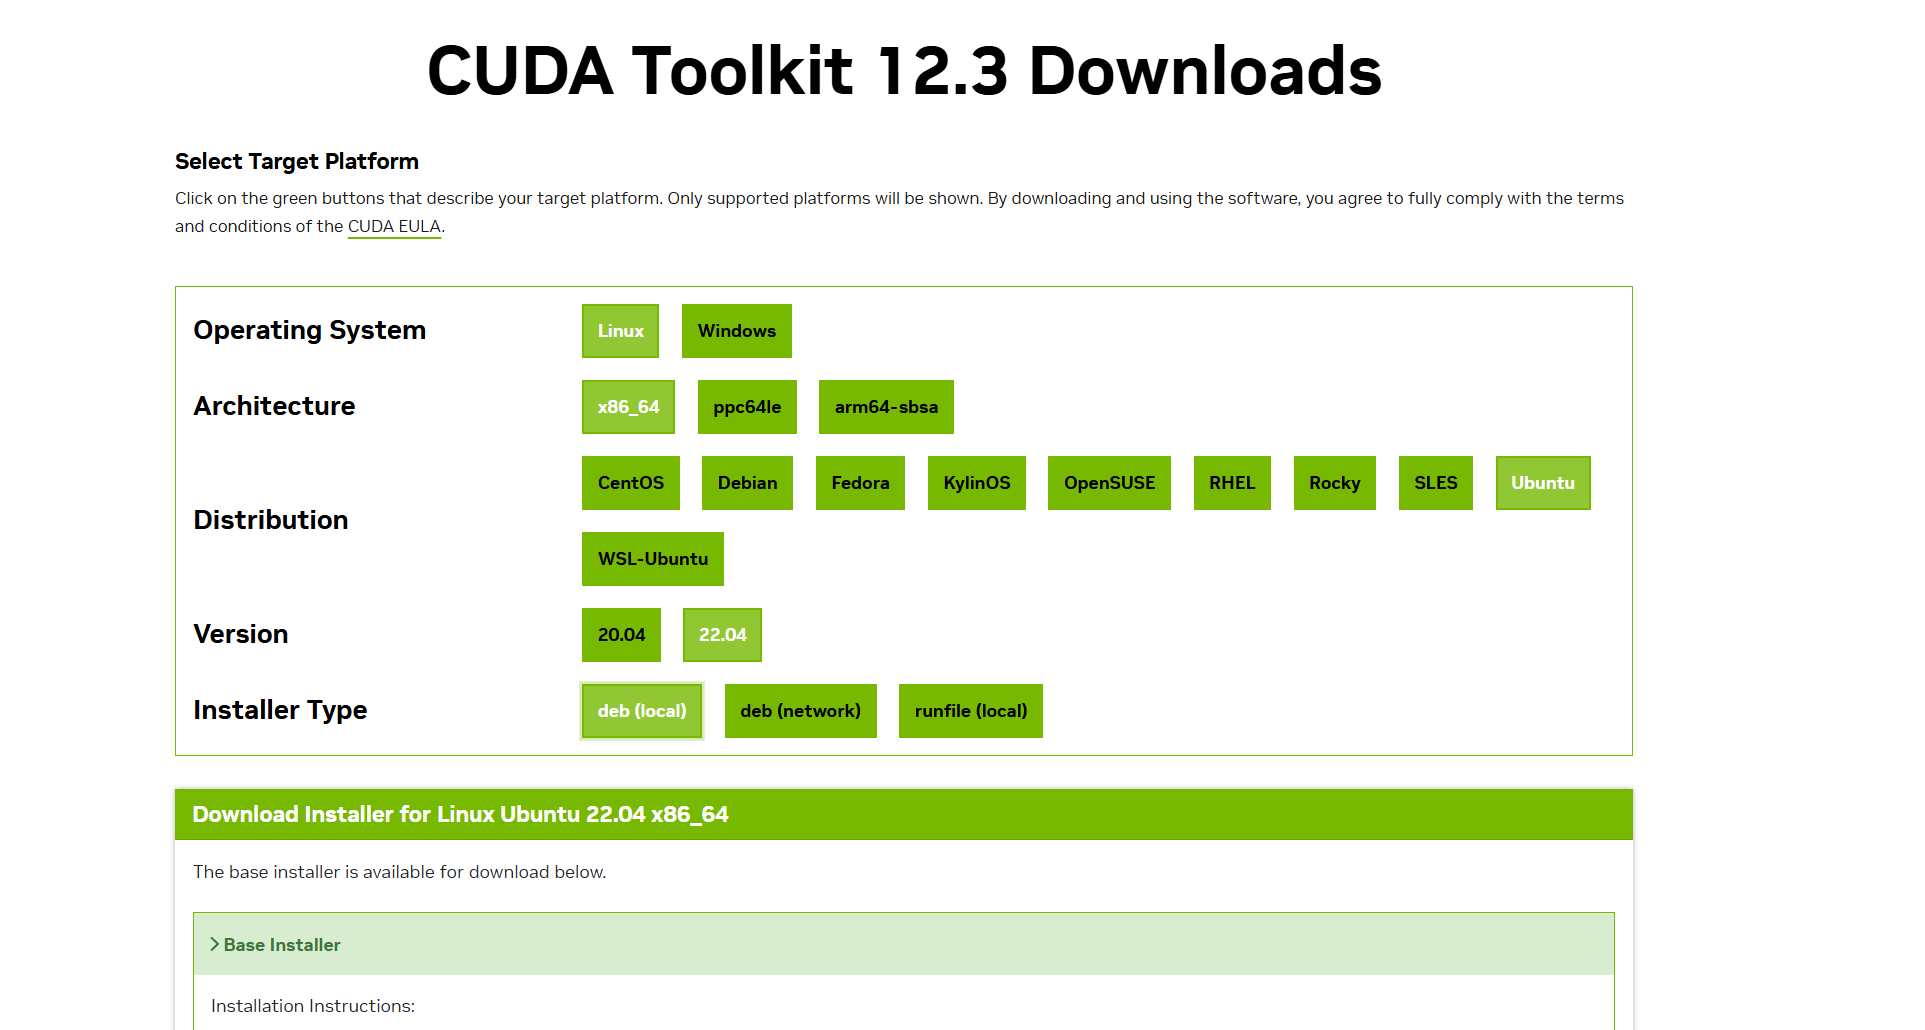 CUDA Toolkit 12.3 Downloads
Select Target Platform
Click on the green buttons that describe your target platform. Only supported platforms will be shown. By downloading and using the software, you agree to fully comply with the terms
and conditions of the CUDA EULA.
Operating System
Linux
Windows
Architecture
x86_64
ppc64le
arm64-sbsa
Distribution
CentOS
Debian
Fedora
KylinOS
OpenSUSE
RHEL
Rocky
SLES
Ubuntu
WSL-Ubuntu
Version
20.04
22.04
Installer Type
deb (local)
deb (network)
runfile (local)
Download Installer for Linux Ubuntu 22.04 x86_64
The base installer is available for download below.
Base Installer
Installation Instructions: